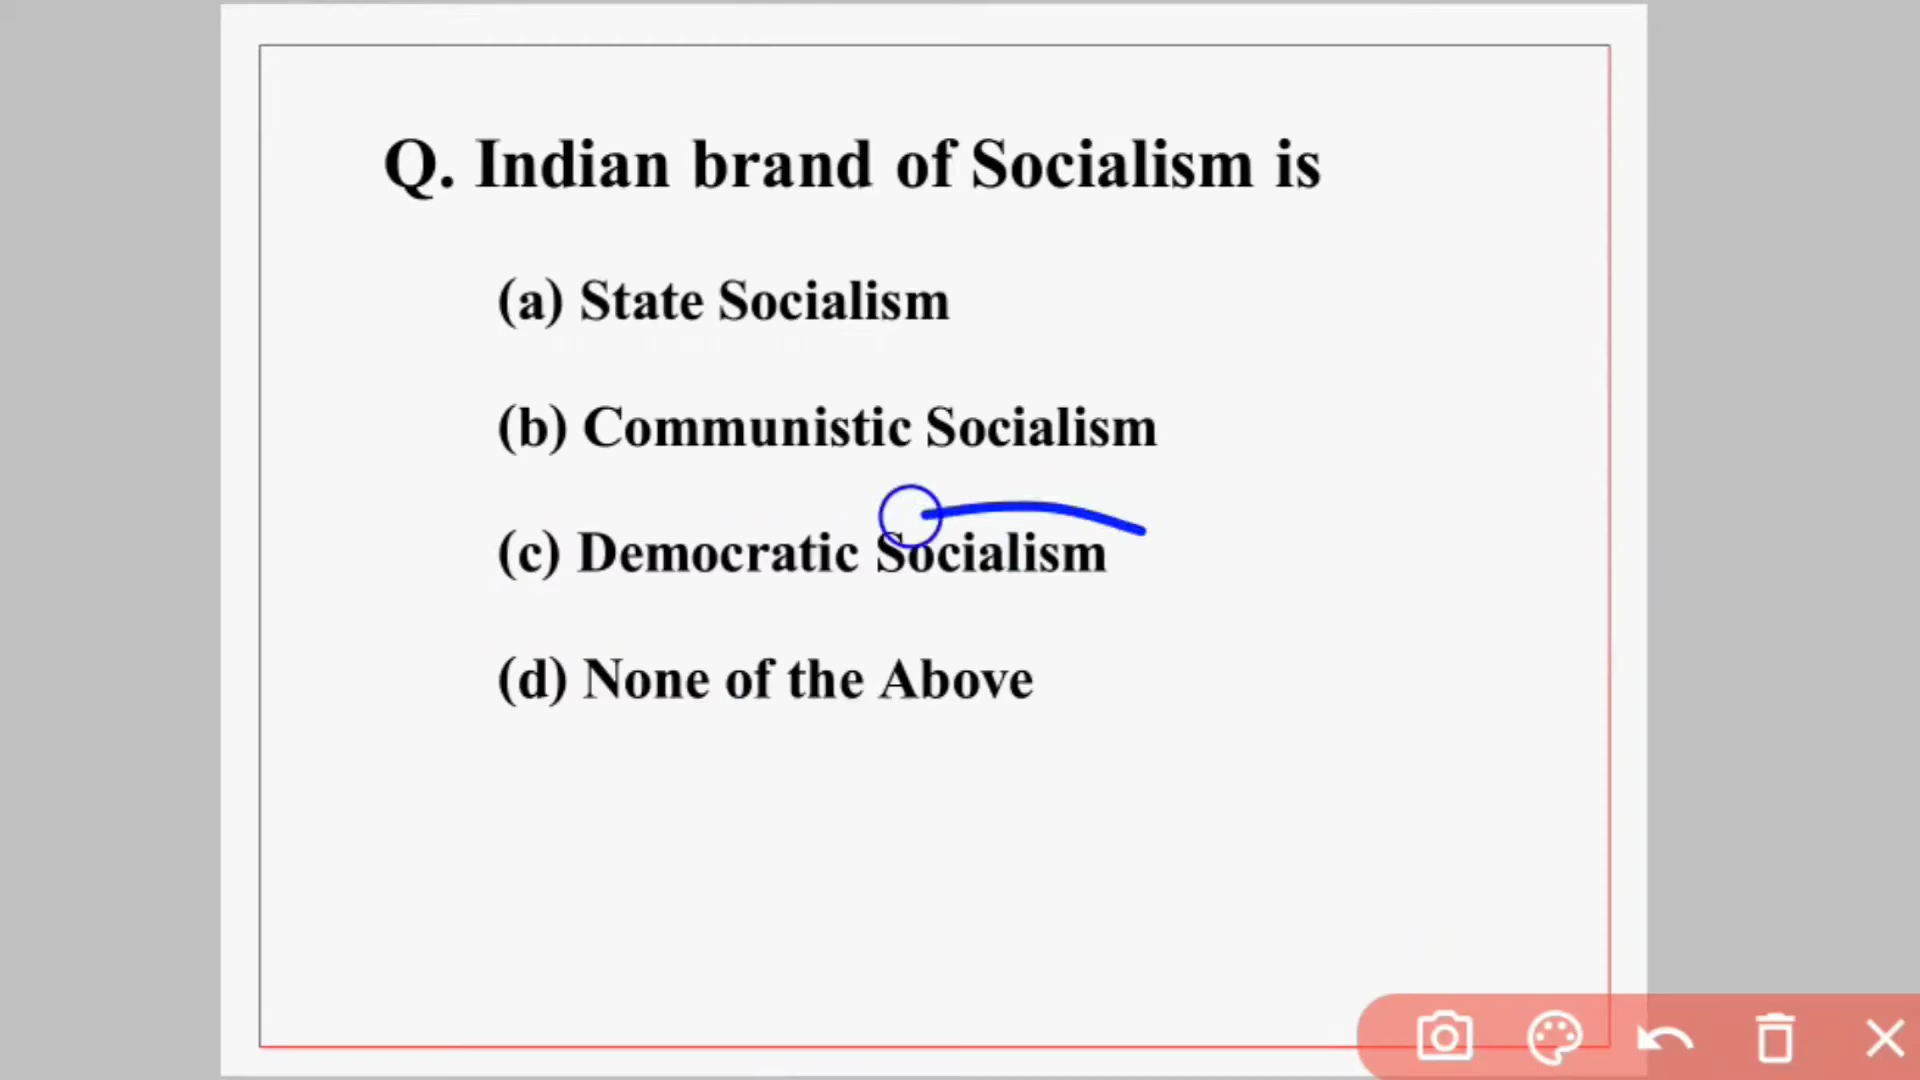 Q. Indian brand of Socialism is
(a) State Socialism
(b) Communistic Socialism
(c) Democratic Socialism
(d) None of the Above